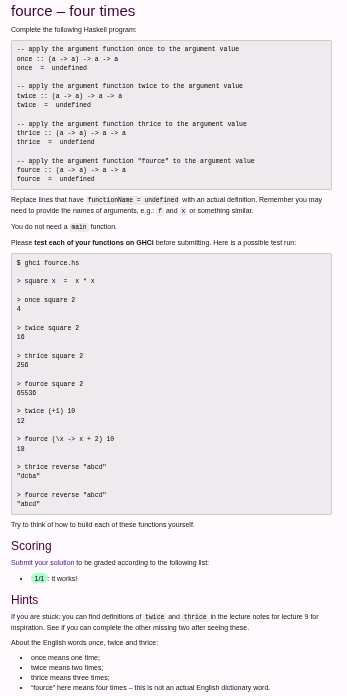 fource – four times
Complete the following Haskell program:
-- apply the argument function once to the argument value
once :: (a -> a) -> a -> a
once  =  undefined
-- apply the argument function twice to the argument value
twice :: (a -> a) -> a -> a
twice  =  undefined
-- apply the argument function thrice to the argument value
thrice :: (a -> a) -> a -> a
thrice  =  undefiend
-- apply the argument function "fource" to the argument value
fource :: (a -> a) -> a -> a
fource  =  undefined
Replace lines that have functionName = undefined with an actual definition. Remember you may
need to provide the names of arguments, e.g.: f and x or something similar.
You do not need a main function.
Please test each of your functions on GHCi before submitting. Here is a possible test run:
$ ghci fource.hs
> square x  =  x * x
> once square 2
4
> twice square 2
16
> thrice square 2
256
> fource square 2
65536
> twice (+1) 10
12
> fource (\x -> x + 2) 10
18
> thrice reverse "abcd"
"dcba"
> fource reverse "abcd"
"abcd"
Try to think of how to build each of these functions yourself.
Scoring
Submit your solution to be graded according to the following list:
• 1/1: it works!
Hints
If you are stuck: you can find definitions of twice and thrice in the lecture notes for lecture 9 for
inspiration. See if you can complete the other missing two after seeing these.
About the English words once, twice and thrice:
• once means one time;
• twice means two times;
• thrice means three times;
• “fource” here means four times – this is not an actual English dictionary word.